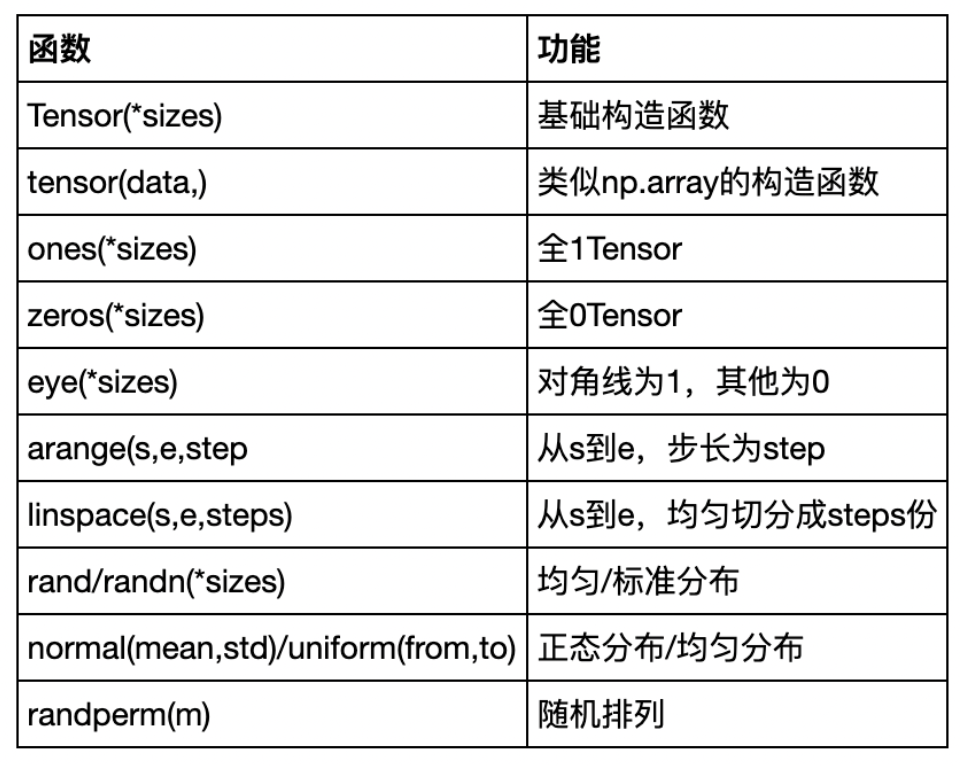 函数 功能
Tensor(*sizes) 基础构造函数
tensor(data,) 类似np.array的构造函数
ones(*sizes) 全1Tensor
zeros(*sizes) 全0Tensor
eye(*sizes) 对角线为1，其他为0
arange(s,e,step 从s到e，步长为step
linspace(s,e,steps) 从s到e，均匀切分成steps份
rand/randn(*sizes) 均匀/标准分布
normal(mean,std)/uniform(from,to) 正态分布/均匀分布
randperm(m) 随机排列